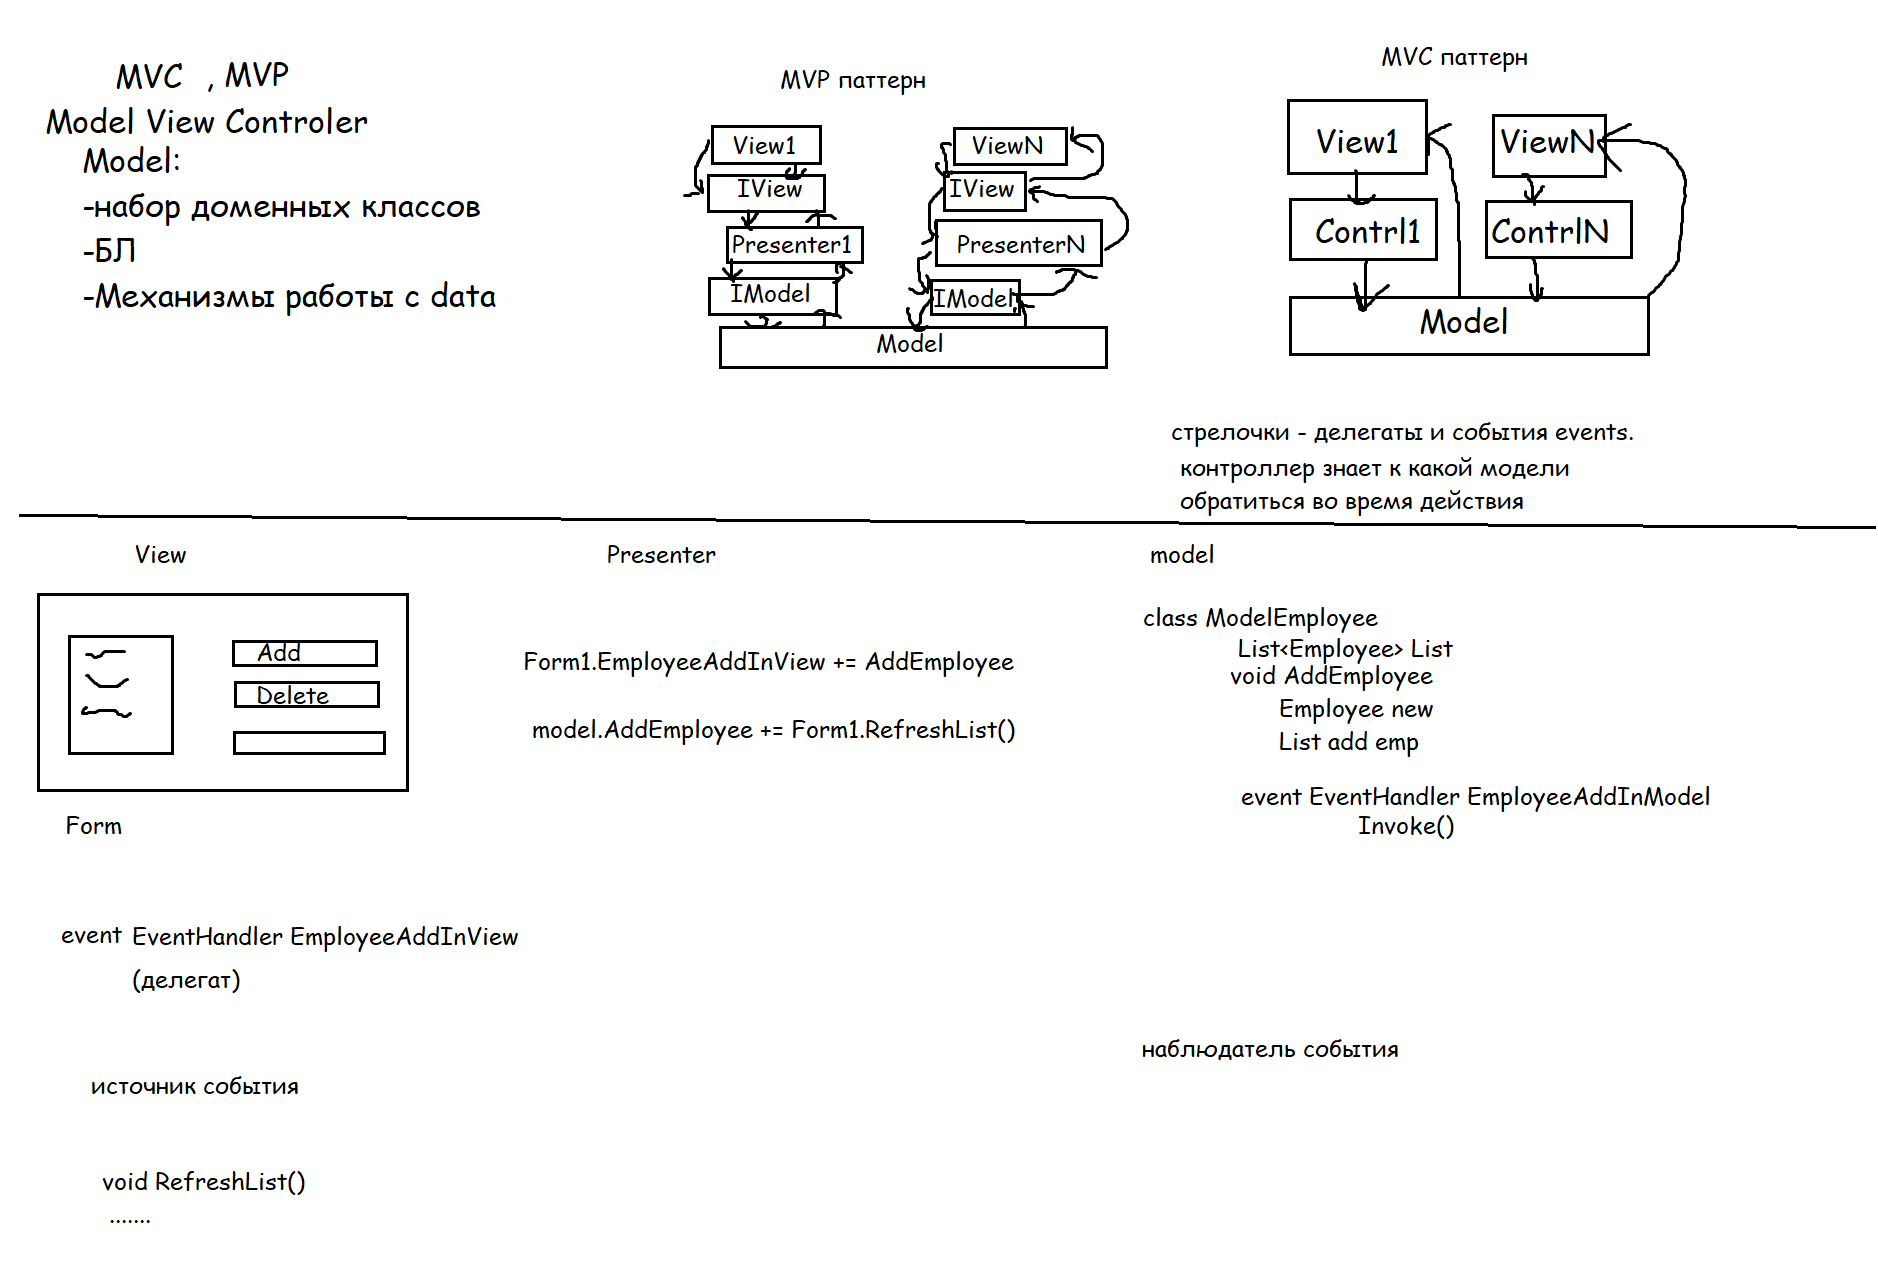 MVC , MVP
Model View Controler
Model:
-набор доменных классов
-БЛ
-Механизмы работы с data
MVP паттерн
View1
IView
Presenter1
IModel
ViewN
IView
PresenterN
IModel
Model
MVC паттерн
View1
ViewN
Contrl1
ContrlN
Model
стрелочки - делегаты и события events.
контроллер знает к какой модели
обратиться во время действия
View
Add
Delete
Form
event EventHandler EmployeeAddInView
(делегат)
источник события
void RefreshList()
.......
Presenter
Form1.EmployeeAddInView += AddEmployee
model.AddEmployee += Form1.RefreshList()
model
class ModelEmployee
List<Employee> List
void AddEmployee
Employee new
List add emp
event EventHandler EmployeeAddInModel
Invoke()
наблюдатель события